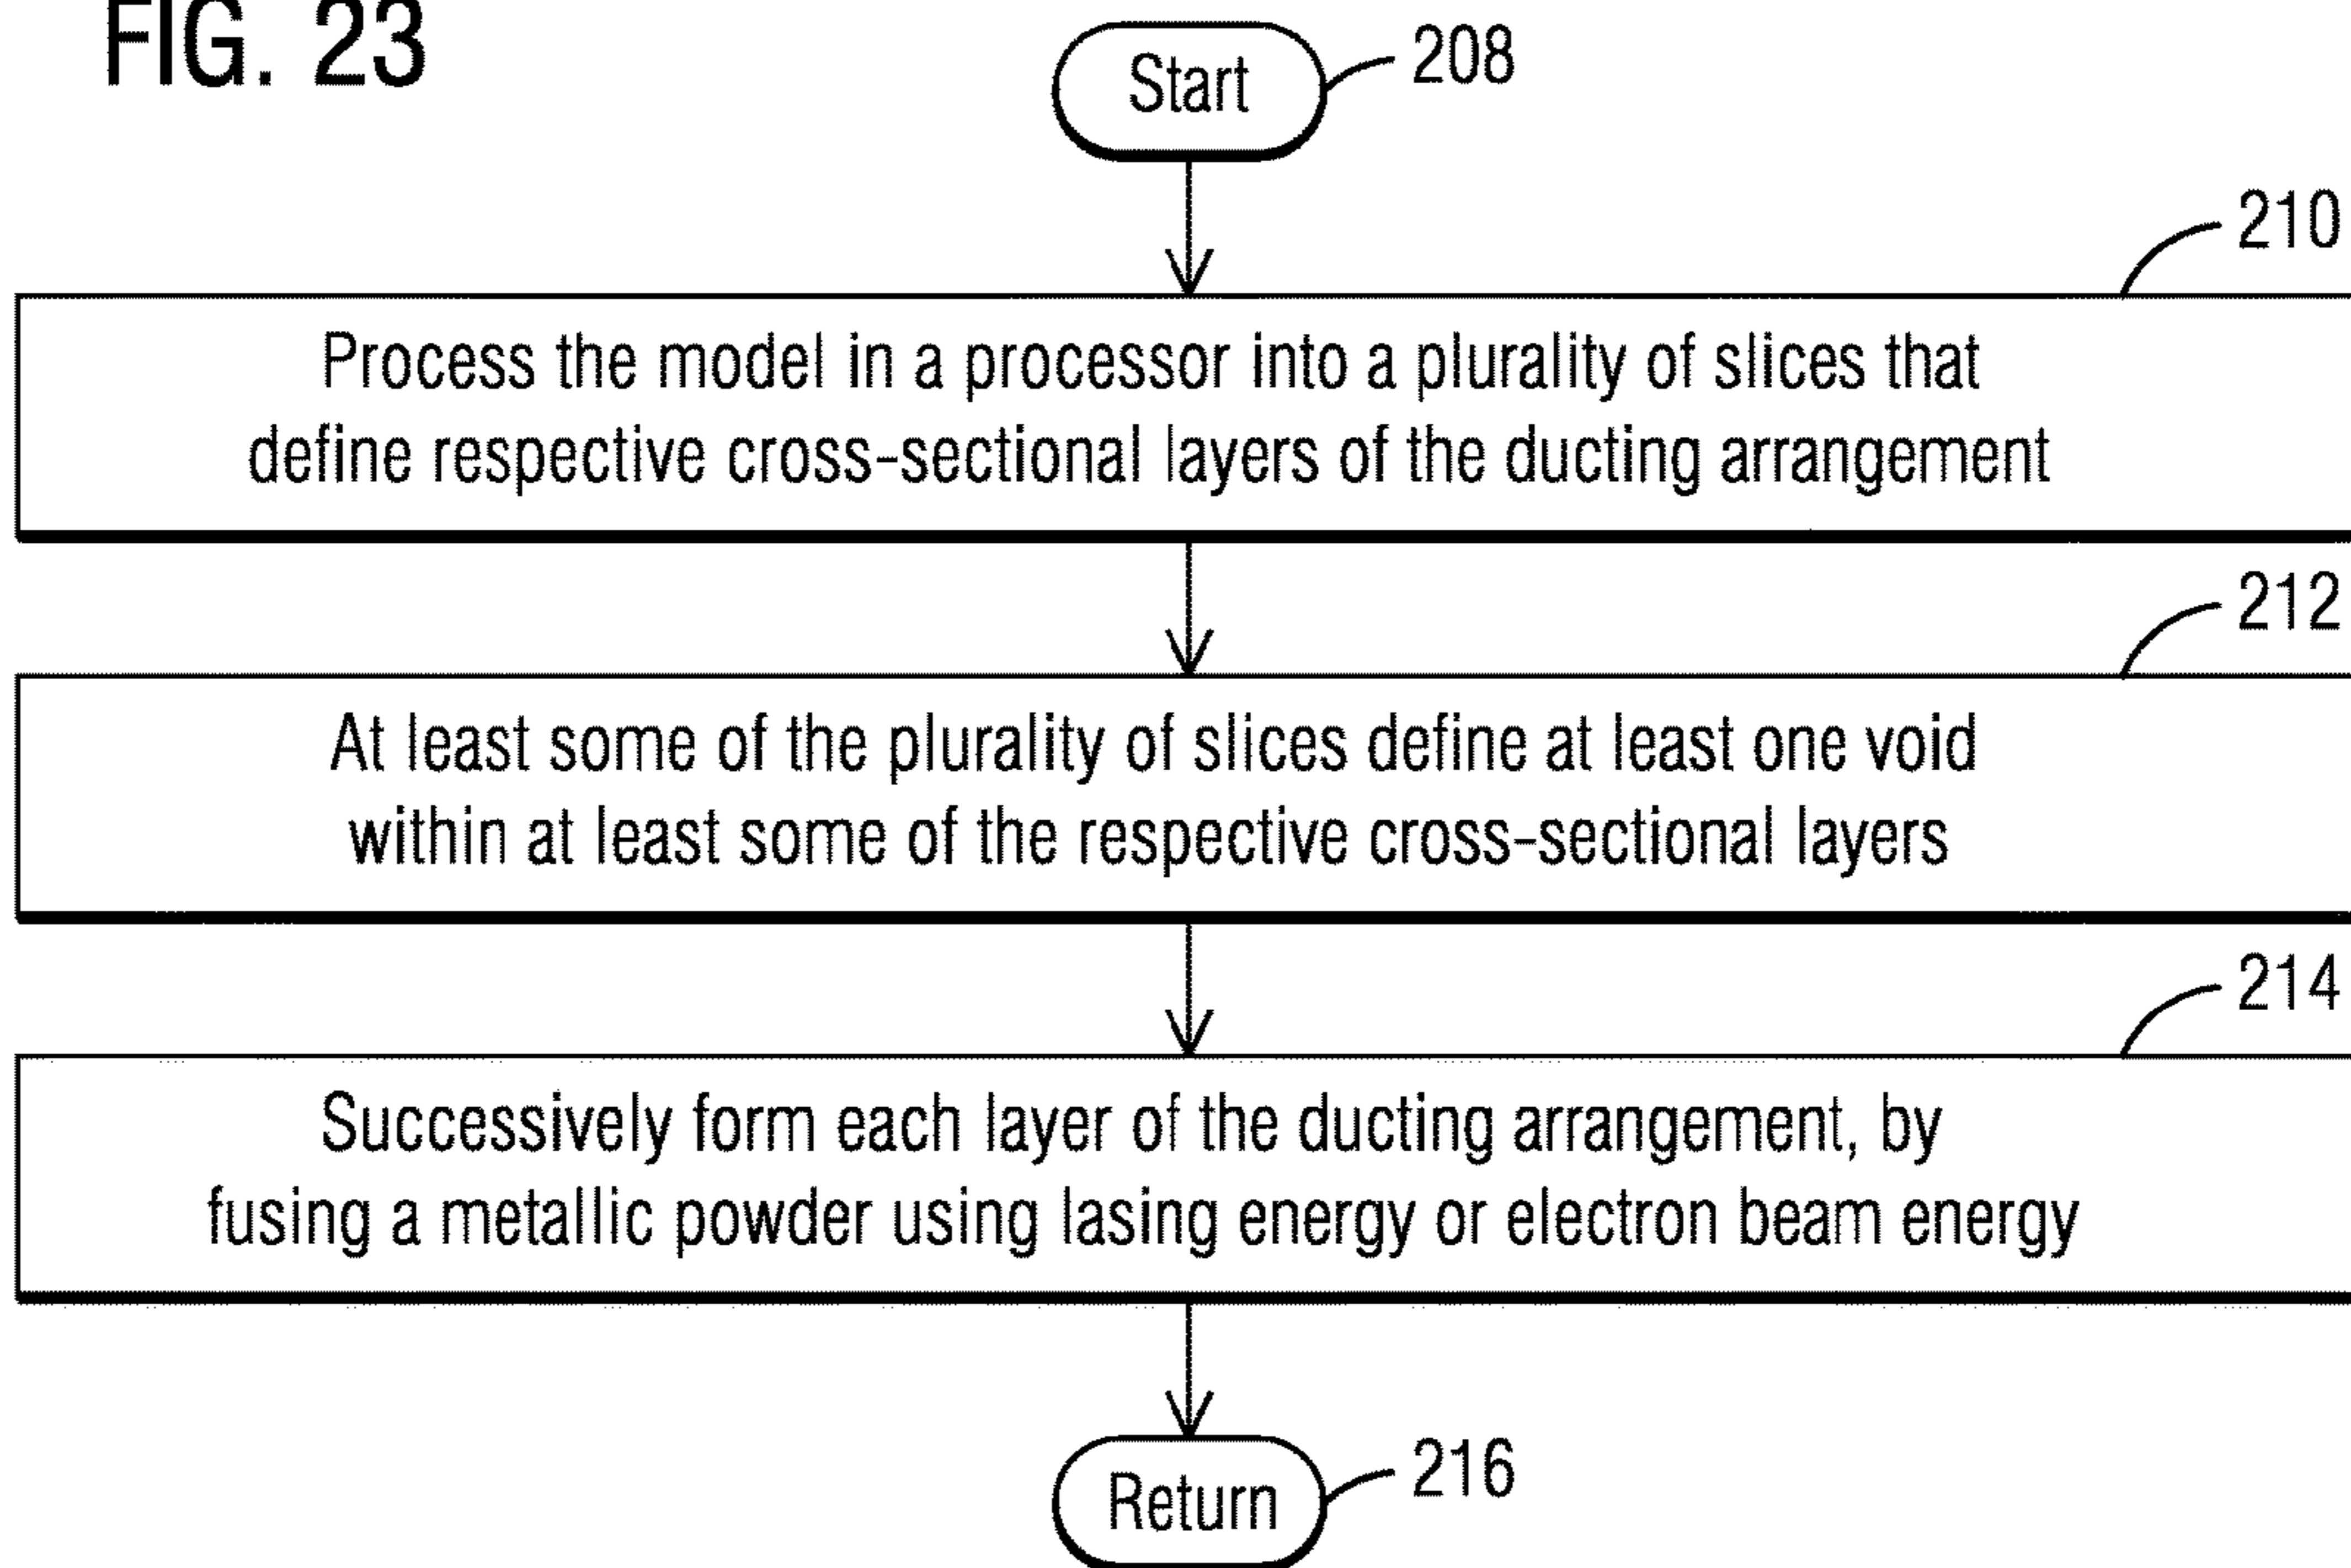 FIG. 23
Start
208
210
Process the model in a processor into a plurality of slices that
define respective cross-sectional layers of the ducting arrangement
212
At least some of the plurality of slices define at least one void
within at least some of the respective cross-sectional layers
214
Successively form each layer of the ducting arrangement, by
fusing a metallic powder using lasing energy or electron beam energy
Return
216